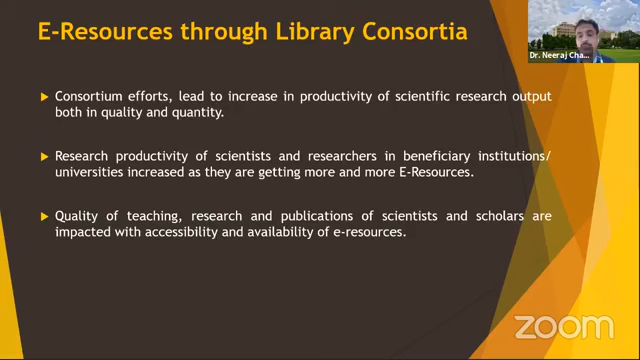 E-Resources through Library Consortia
Dr. Neeraj Cha...
Consortium efforts, lead to increase in productivity of scientific research output
both in quality and quantity.
Research productivity of scientists and researchers in beneficiary institutions/
universities increased as they are getting more and more E-Resources.
Quality of teaching, research and publications of scientists and scholars are
impacted with accessibility and availability of e-resources.
zoom